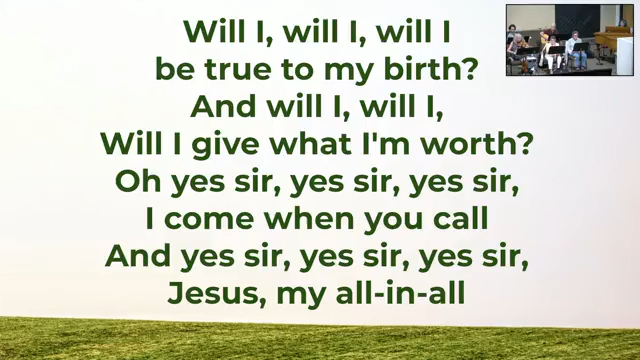 Will I, will I, will I
be true to my birth?
And will I, will I,
Will I give what I'm worth?
Oh yes sir, yes sir, yes sir,
I come when you call
And yes sir, yes sir, yes sir,
Jesus, my all-in-all